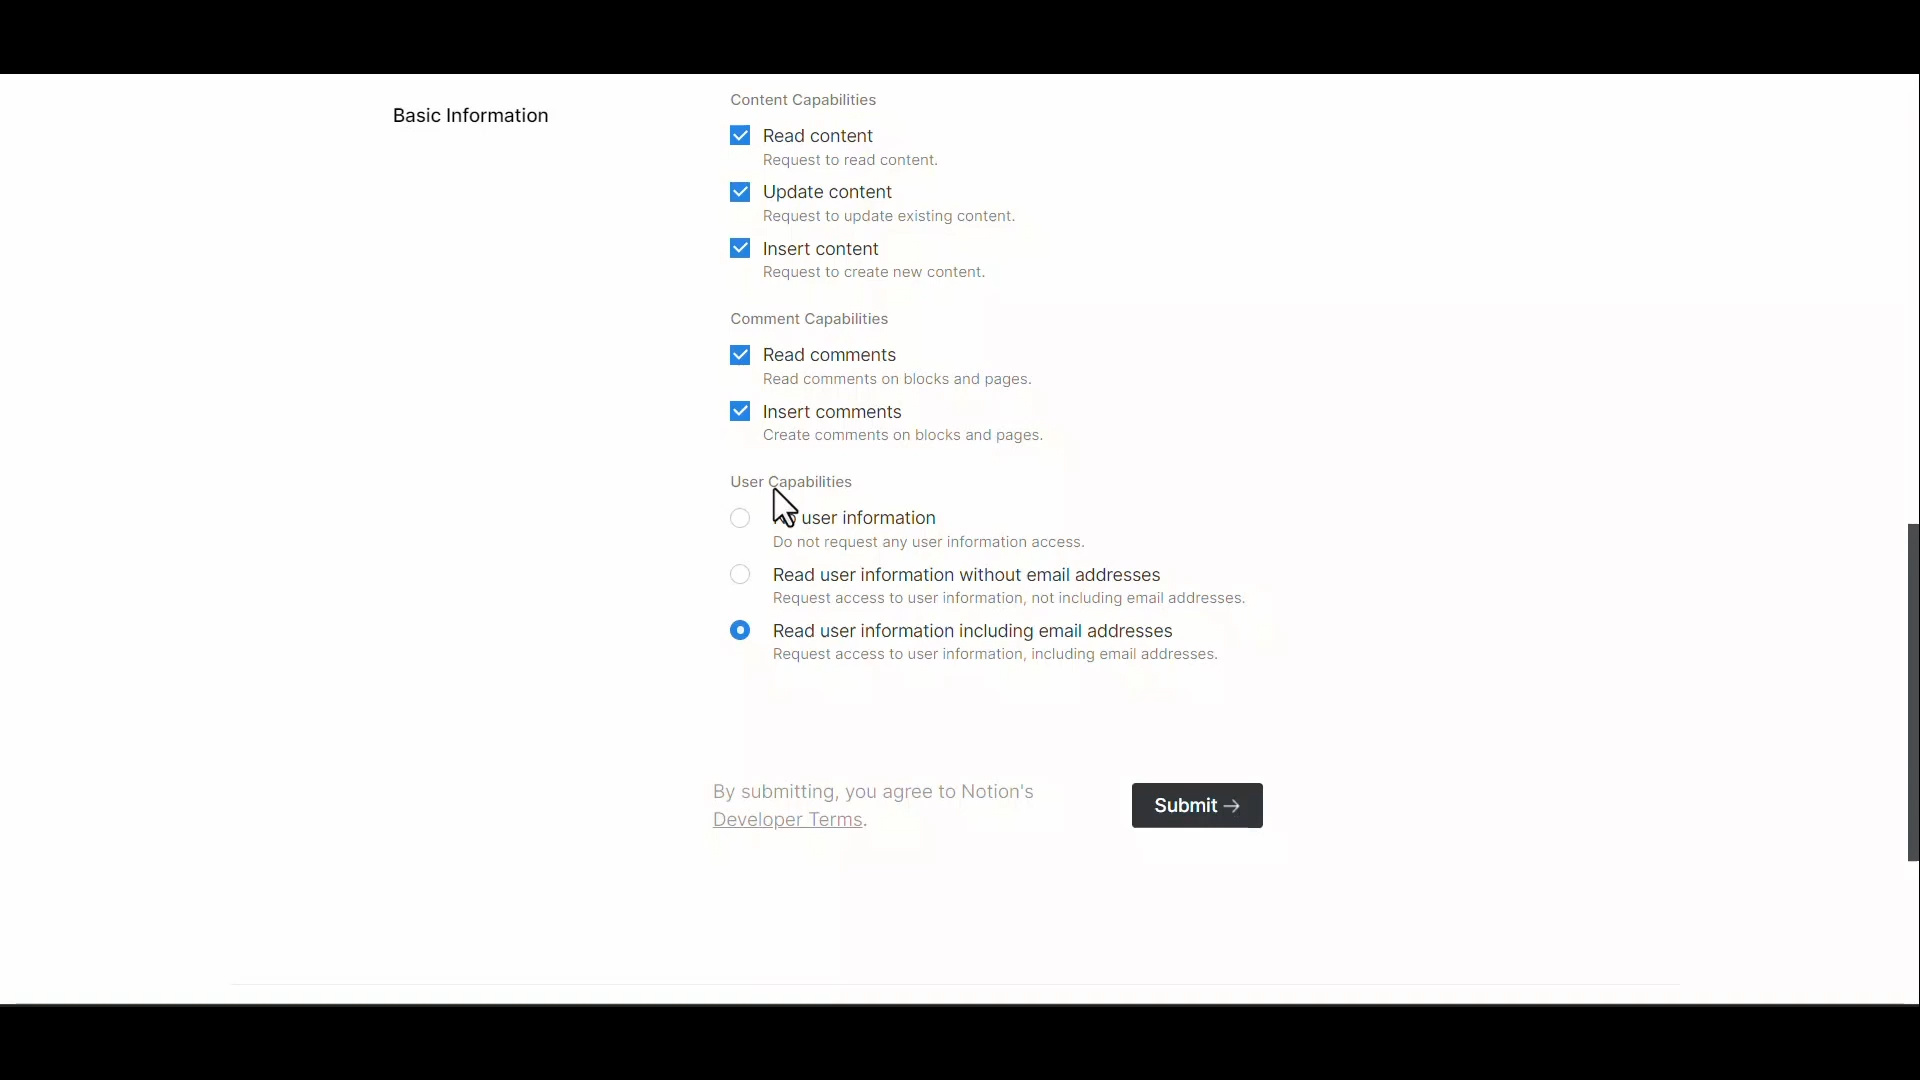 Basic Information
Content Capabilities
Read content
Request to read content.
Update content
Request to update existing content.
Insert content
Request to create new content.
Comment Capabilities
Read comments
Read comments on blocks and pages.
Insert comments
Create comments on blocks and pages.
User Capabilities
user information
Do not request any user information access.
Read user information without email addresses
Request access to user information, not including email addresses.
Read user information including email addresses
Request access to user information, including email addresses.
By submitting, you agree to Notion's
Developer Terms.
Submit →